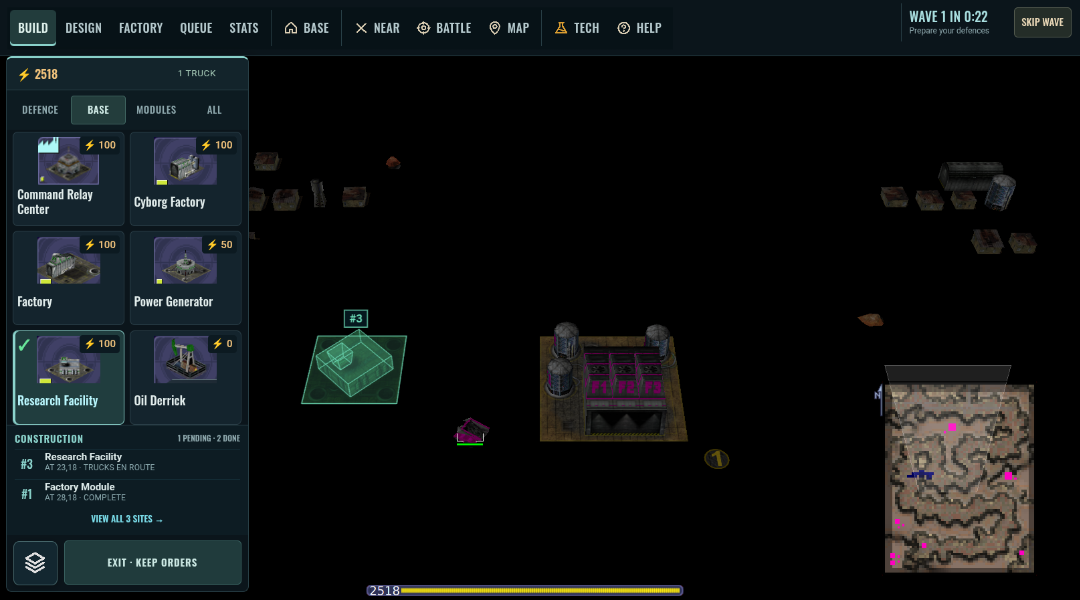 BUILD DESIGN FACTORY QUEUE STATS BASE NEAR BATTLE MAP TECH HELP
WAVE 1 IN 0:22
Prepare your defences
SKIP WAVE
2518 1 TRUCK
DEFENCE BASE MODULES ALL
100 100
Command Relay Center
Cyborg Factory
100 50
Factory Power Generator
100 0
Research Facility Oil Derrick
CONSTRUCTION 1 PENDING · 2 DONE
#3 Research Facility
AT 23,18 · TRUCKS EN ROUTE
#1 Factory Module
AT 28,18 · COMPLETE
VIEW ALL 3 SITES →
EXIT · KEEP ORDERS
#3
1
N
2518